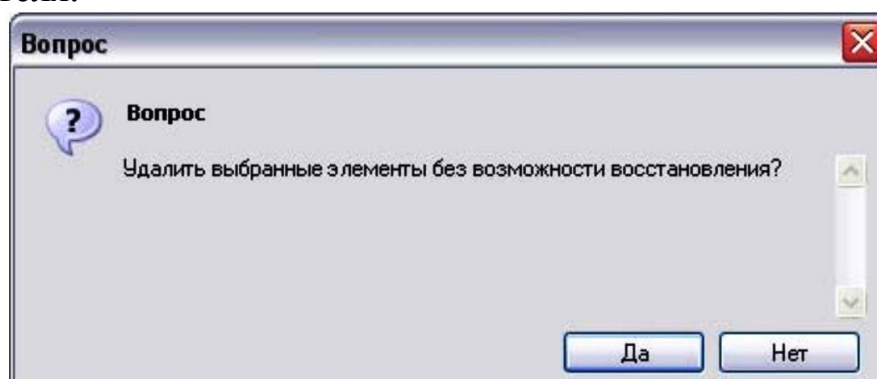 Вопрос
Вопрос
Удалить выбранные элементы без возможности восстановления?
Да
Нет